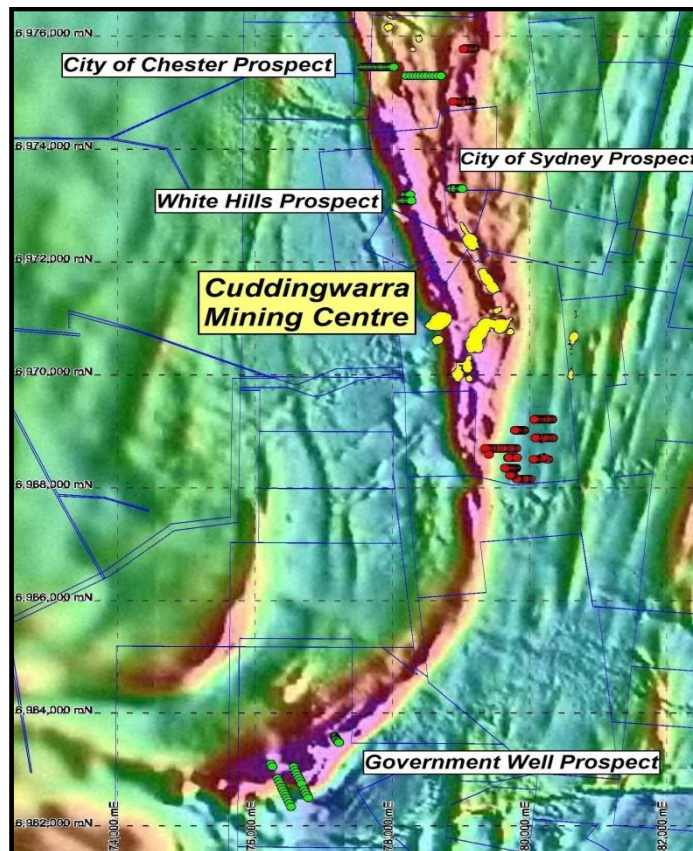 6,976,000 mN
City of Chester Prospect
6,974,000 mN
City of Sydney Prospect
White Hills Prospect
6,972,000 mN
Cuddingwarra
Mining Centre
6,970,000 mN
6,968,000 mN
6,966,000 mN
6,964,000 mN
Government Well Prospect
6,962,000 mN
74,000 mE
76,000 mE
78,000 mE
80,000 mE
82,000 mE